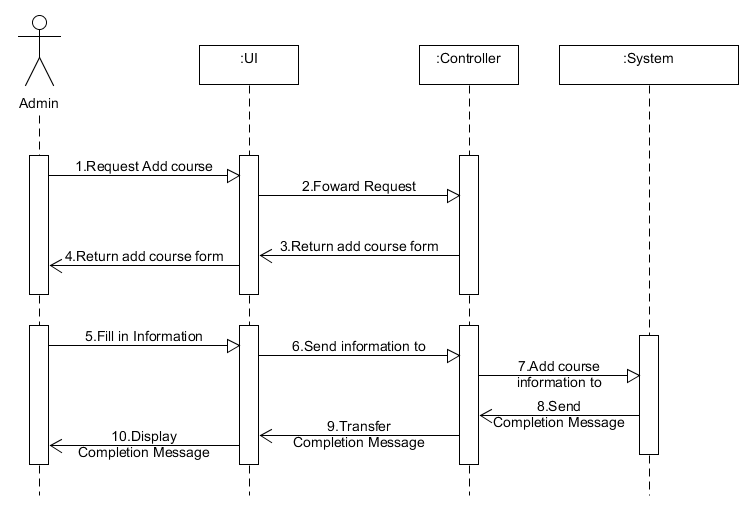 :UI
:Controller
:System
Admin
1.Request Add course
2.Foward Request
3.Return add course form
4.Return add course form
5.Fill in Information
6.Send information to
7.Add course
information to
8.Send
Completion Message
9.Transfer
Completion Message
10.Display
Completion Message